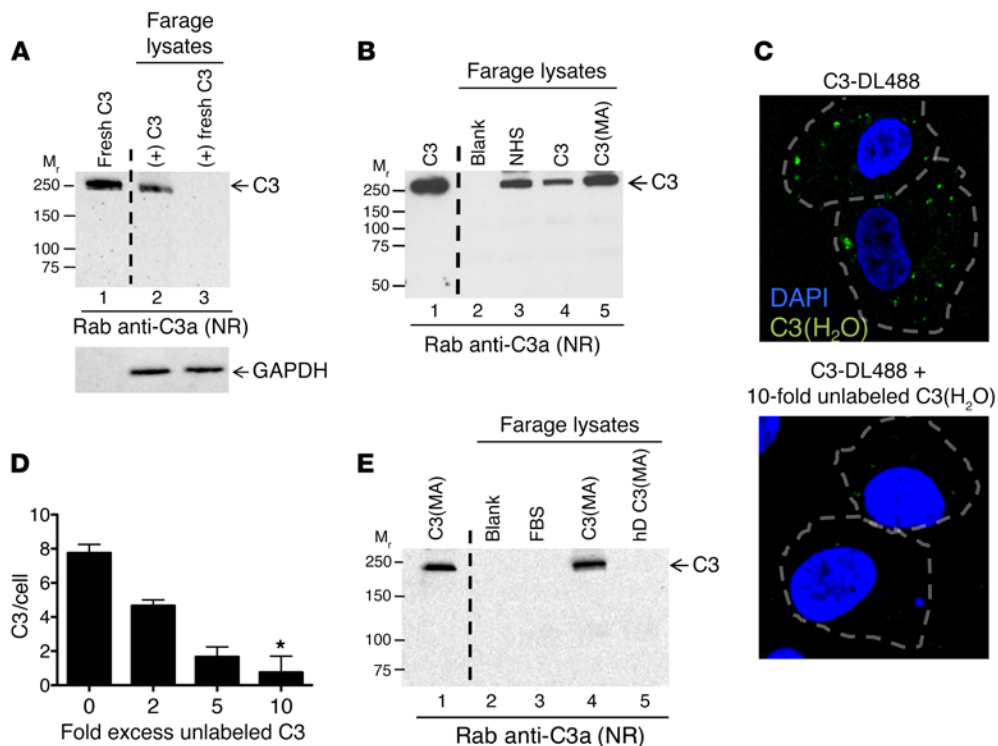 A
Farage
lysates
Fresh C3
(+) C3
(+) fresh C3
Mr
250
150
100
75
← C3
1 2 3
Rab anti-C3a (NR)
← GAPDH
B
Farage lysates
C3
Blank
NHS
C3
C3(MA)
Mr
250
150
100
75
50
← C3
1 2 3 4 5
Rab anti-C3a (NR)
C
C3-DL488
DAPI
C3(H₂O)
C3-DL488 +
10-fold unlabeled C3(H₂O)
D
C3/cell
10
8
6
4
2
0
*
0 2 5 10
Fold excess unlabeled C3
E
Farage lysates
C3(MA)
Blank
FBS
C3(MA)
hD C3(MA)
Mr
250
150
100
75
← C3
1 2 3 4 5
Rab anti-C3a (NR)